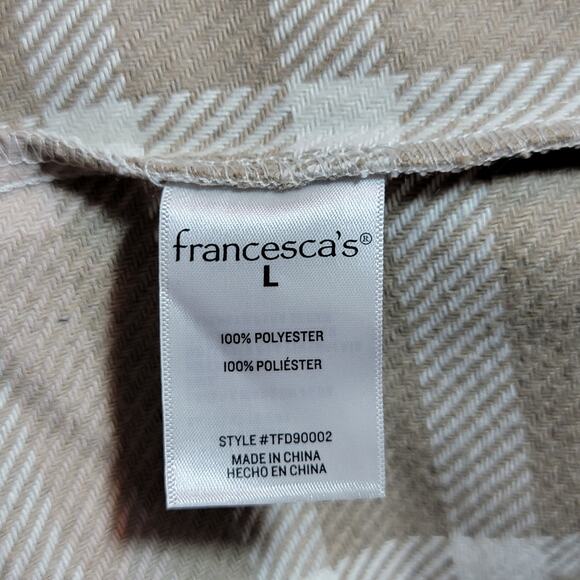 francesca's®
L
100% POLYESTER
100% POLIÉSTER
STYLE #TFD90002
MADE IN CHINA
HECHO EN CHINA